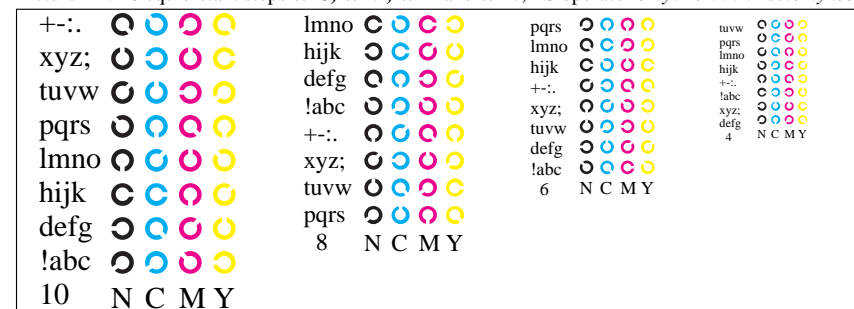 +-:.
xyz;
tuvw
pqrs
lmno
hijk
defg
!abc
10 N C M Y
lmno
hijk
defg
!abc
+-:.
xyz;
tuvw
pqrs
8 N C M Y
pqrs
lmno
hijk
+-:.
xyz;
tuvw
defg
!abc
6 N C M Y
tuvw
pqrs
lmno
hijk
+-:.
!abc
xyz;
defg
4 N C M Y